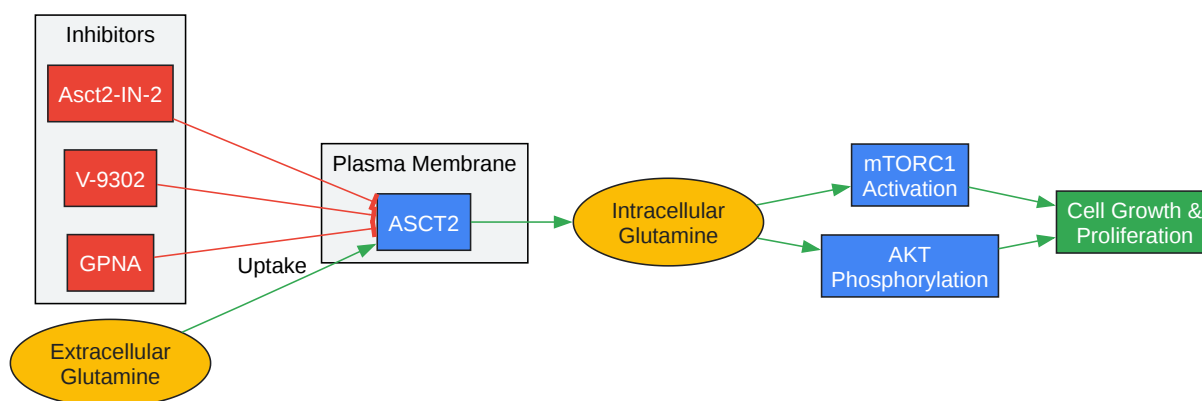 Inhibitors
Asct2-IN-2
V-9302
GPNA
Uptake
Extracellular
Glutamine
Plasma Membrane
ASCT2
Intracellular
Glutamine
mTORC1
Activation
AKT
Phosphorylation
Cell Growth &
Proliferation